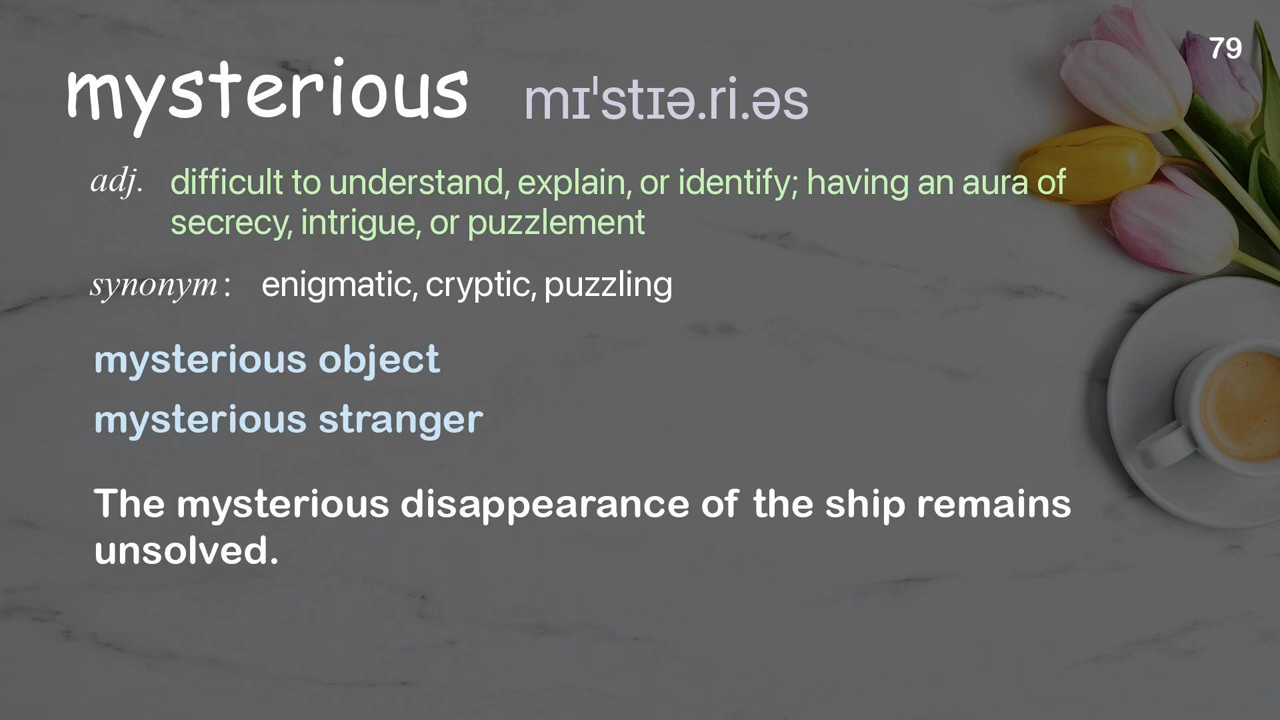 79
mysterious mɪˈstɪə.ri.əs
adj. difficult to understand, explain, or identify; having an aura of
secrecy, intrigue, or puzzlement
synonym : enigmatic, cryptic, puzzling
mysterious object
mysterious stranger
The mysterious disappearance of the ship remains
unsolved.